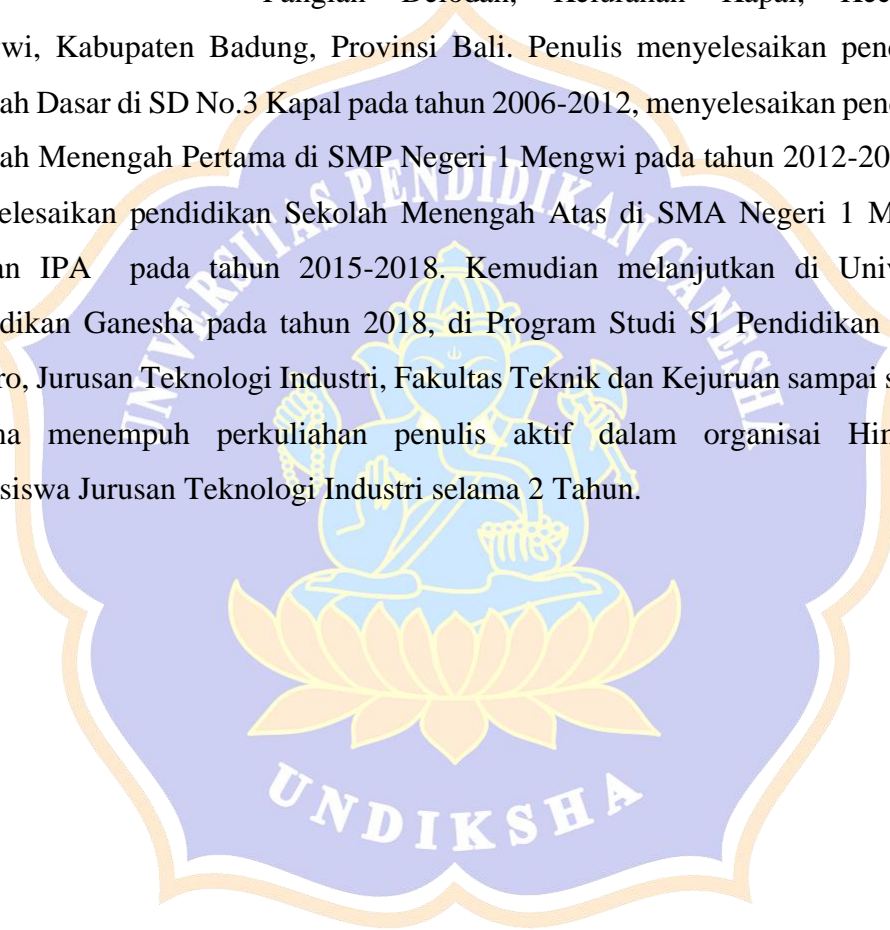 Delodan, Kelurahan Kapal, Kec
gwi, Kabupaten Badung, Provinsi Bali. Penulis menyelesaikan pend
ah Dasar di SD No.3 Kapal pada tahun 2006-2012, menyelesaikan pend
ah Menengah Pertama di SMP Negeri 1 Mengwi pada tahun 2012-20
elesaikan pendidikan Sekolah Menengah Atas di SMA Negeri 1 M
an IPA pada tahun 2015-2018. Kemudian melanjutkan di Univ
dikan Ganesha pada tahun 2018, di Program Studi S1 Pendidikan
ro, Jurusan Teknologi Industri, Fakultas Teknik dan Kejuruan sampai s
na menempuh perkuliahan penulis aktif dalam organisai Him
siswa Jurusan Teknologi Industri selama 2 Tahun.
UNIVERSITAS PENDIDIKAN GANESHA
UNDIKSHA